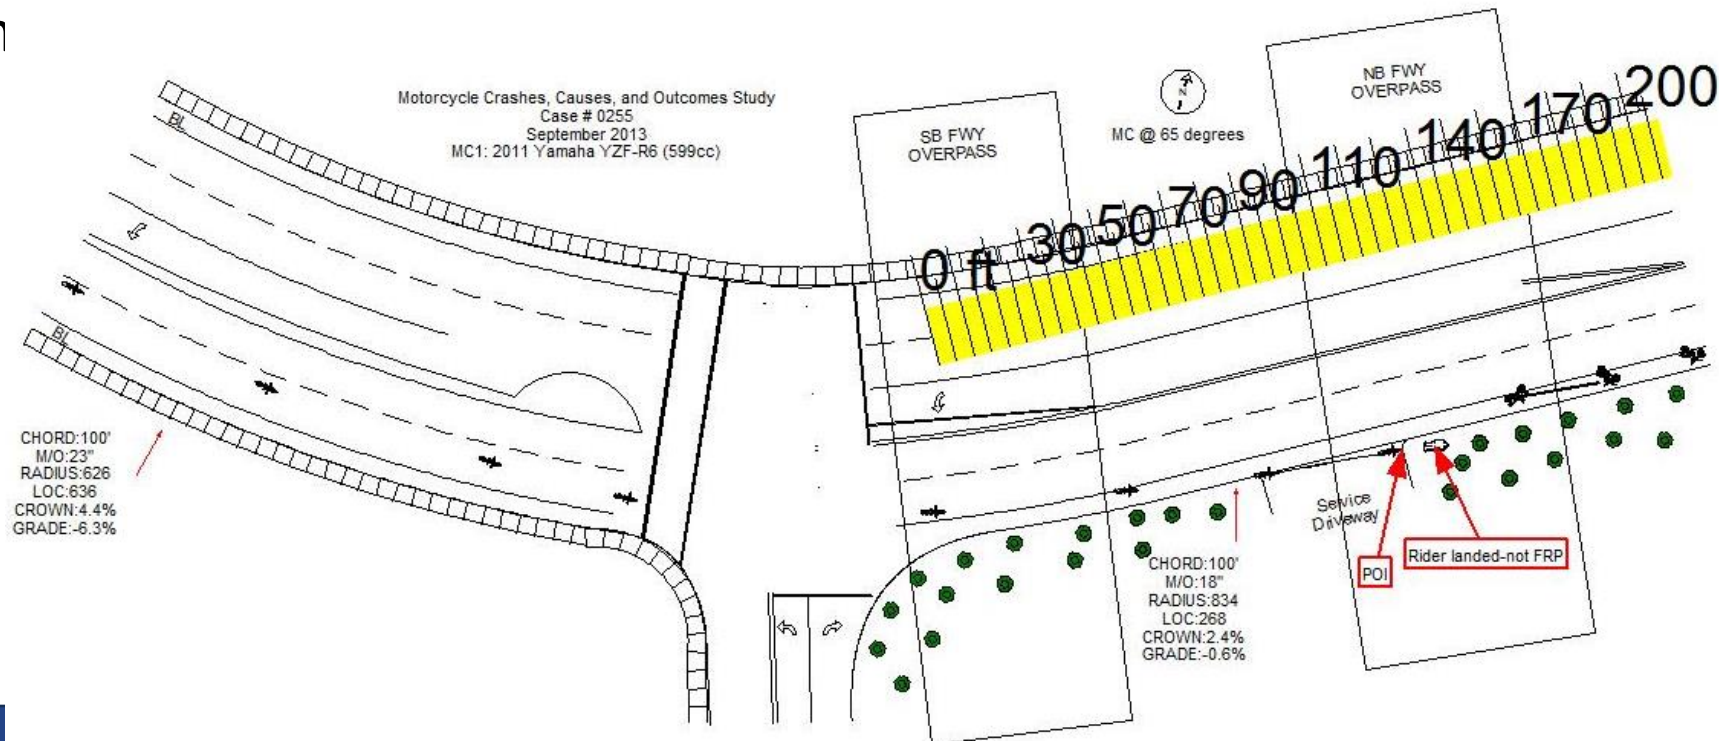 BL
Motorcycle Crashes, Causes, and Outcomes Study
Case # 0255
September 2013
MC1: 2011 Yamaha YZF-R6 (599cc)
SB FWY
OVERPASS
N
MC @ 65 degrees
NB FWY
OVERPASS
0 ft 30 50 70 90 110 140 170 200
BL
CHORD:100'
M/O:23"
RADIUS:626
LOC:636
CROWN:4.4%
GRADE:-6.3%
Service
Driveway
CHORD:100'
M/O:18"
RADIUS:834
LOC:268
CROWN:2.4%
GRADE:-0.6%
POI
Rider landed-not FRP